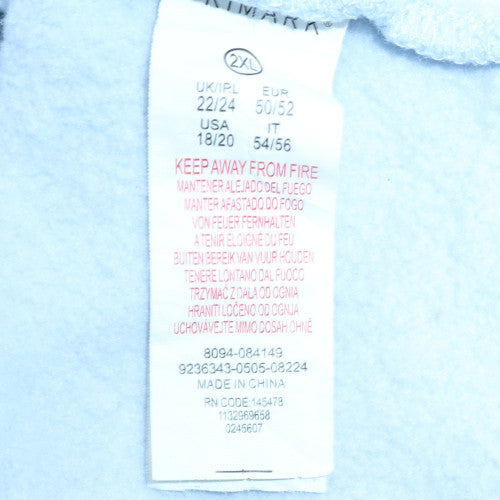 RIMARK®
2XL
UK/IRL EUR
22/24 50/52
USA IT
18/20 54/56
KEEP AWAY FROM FIRE
MANTENER ALEJADO DEL FUEGO
MANTER AFASTADO DO FOGO
VON FEUER FERNHALTEN
A TENIR ELOIGNE DU FEU
BUITEN BEREIK VAN VUUR HOUDEN
TENERE LONTANO DAL FUOCO
TRZYMAĆ Z DALA OD OGNIA
HRANITI LOČENO OD OGNJA
UCHOVÁVEJTE MIMO DOSAH OHNĚ
8094-084149
9236343-0505-08224
MADE IN CHINA
RN CODE: 145478
1132969658
0245607